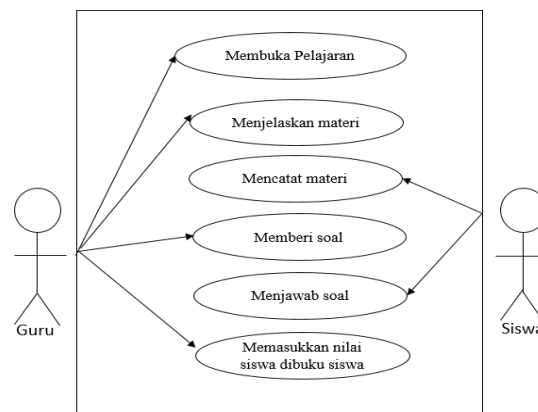 Membuka Pelajaran
Menjelaskan materi
Mencatat materi
Memberi soal
Menjawab soal
Guru
Siswa
Memasukkan nilai
siswa dibuku siswa